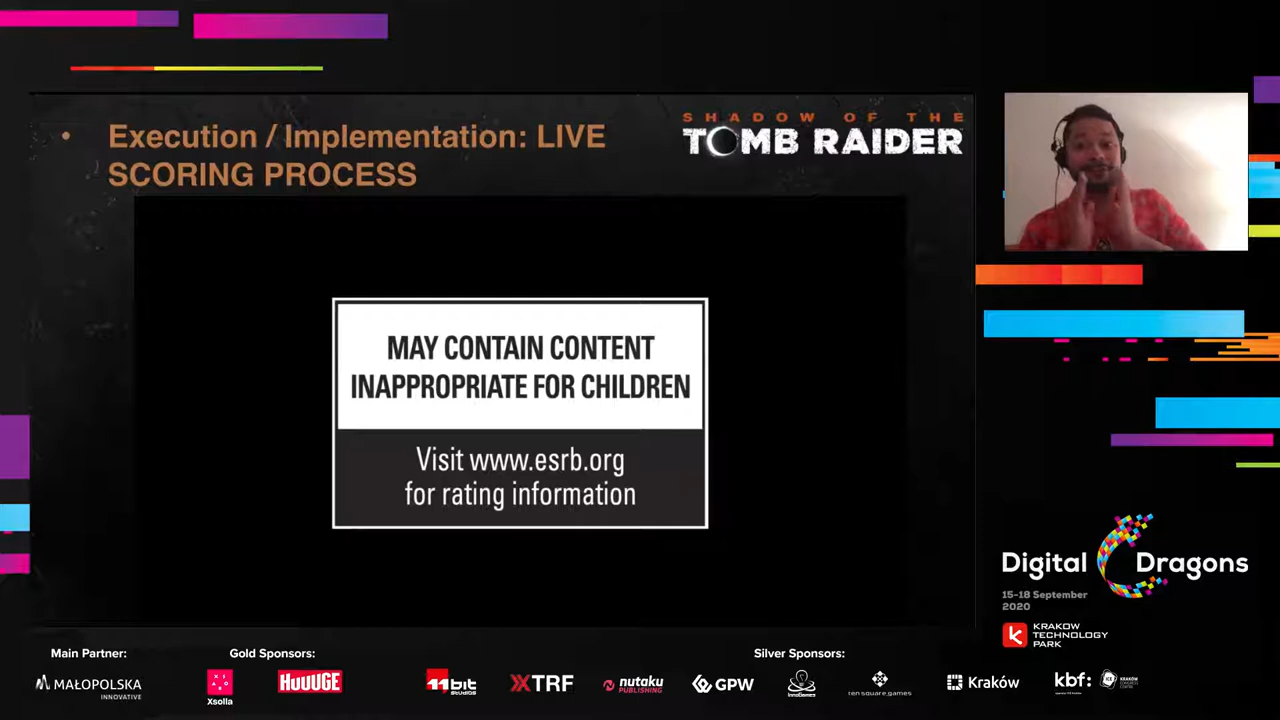 • Execution / Implementation: LIVE
SCORING PROCESS
SHADOW OF THE
TOMB RAIDER
MAY CONTAIN CONTENT
INAPPROPRIATE FOR CHILDREN
Visit www.esrb.org
for rating information
Digital Dragons
15-18 September
2020
KRAKOW
TECHNOLOGY
PARK
Main Partner:
MAŁOPOLSKA
INNOVATIVE
Gold Sponsors:
Xsolla
HUUUGE
Silver Sponsors:
11bit
STUDIOS
XTRF
nutaku
PUBLISHING
GPW
InnoGames
ten square games
Kraków
kbf:
ICE